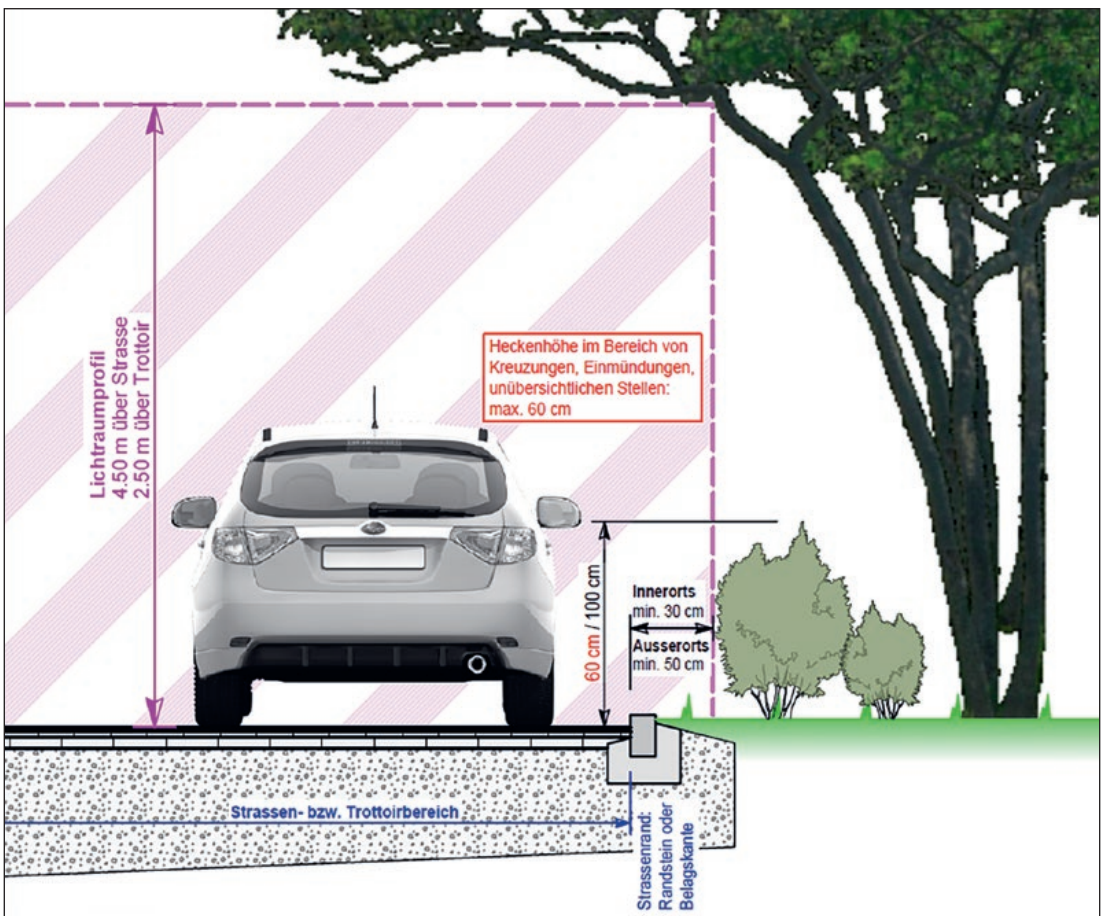 Lichtraumprofil
4.50 m über Strasse
2.50 m über Trottoir
Heckenhöhe im Bereich von
Kreuzungen, Einmündungen,
unübersichtlichen Stellen:
max. 60 cm
60 cm / 100 cm
Innerorts
min. 30 cm
Ausserorts
min. 50 cm
Strassen- bzw. Trottoirbereich
Strassenrand:
Randstein oder
Belagskante